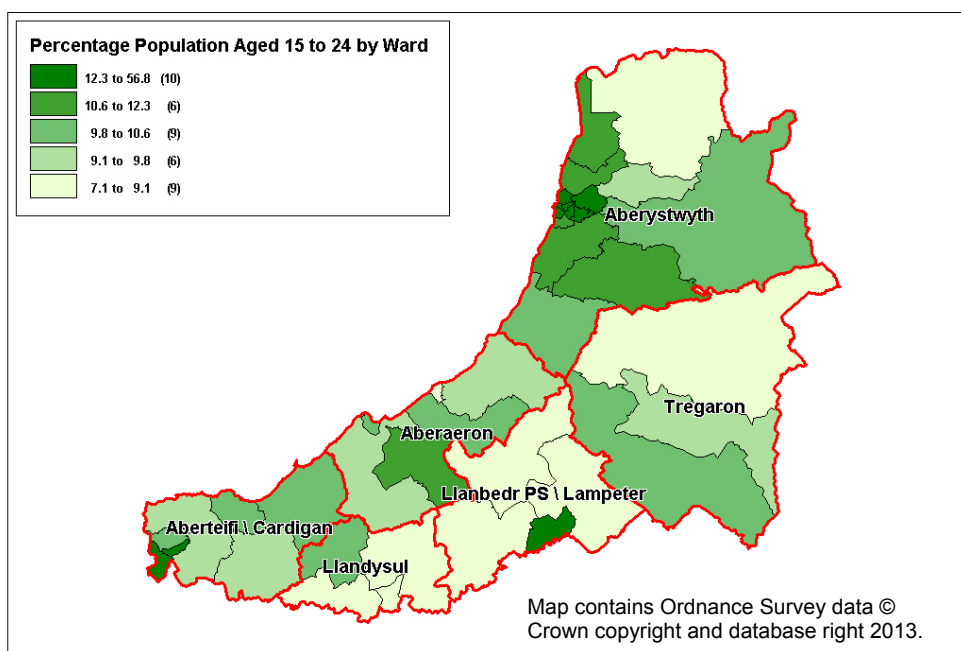 Percentage Population Aged 15 to 24 by Ward
12.3 to 56.8 (10)
10.6 to 12.3 (6)
9.8 to 10.6 (9)
9.1 to 9.8 (6)
7.1 to 9.1 (9)
Aberystwyth
Tregaron
Aberaeron
Llanbedr PS \ Lampeter
Aberteifi \ Cardigan
Llandysul
Map contains Ordnance Survey data ©
Crown copyright and database right 2013.